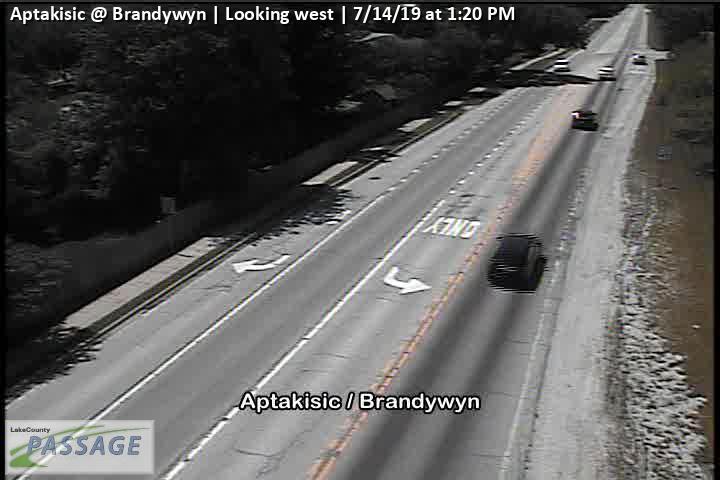 Aptakisic @ Brandywyn | Looking west | 7/14/19 at 1:20 PM
ONLY
Aptakisic / Brandywyn
LakeCounty
PASSAGE